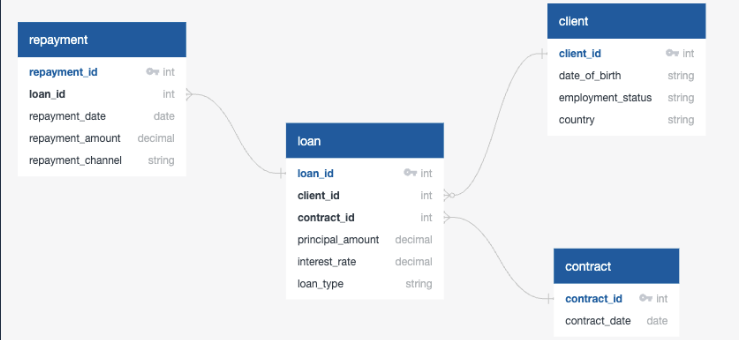 repayment
repayment_id int
loan_id int
repayment_date date
repayment_amount decimal
repayment_channel string
loan
loan_id int
client_id int
contract_id int
principal_amount decimal
interest_rate decimal
loan_type string
client
client_id int
date_of_birth string
employment_status string
country string
contract
contract_id int
contract_date date